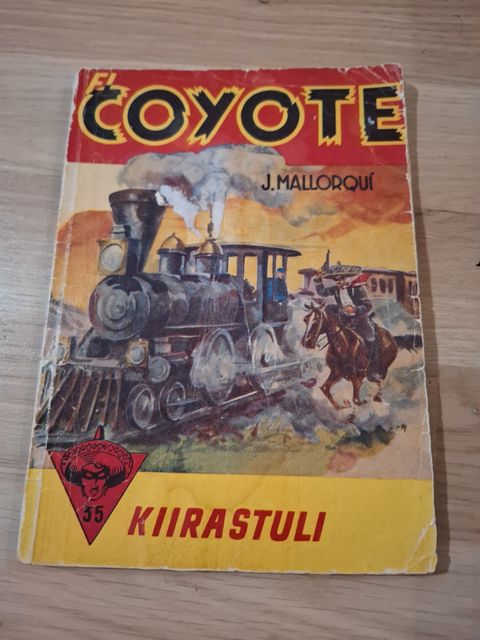 El
COYOTE
J. MALLORQUÍ
35
KIIRASTULI